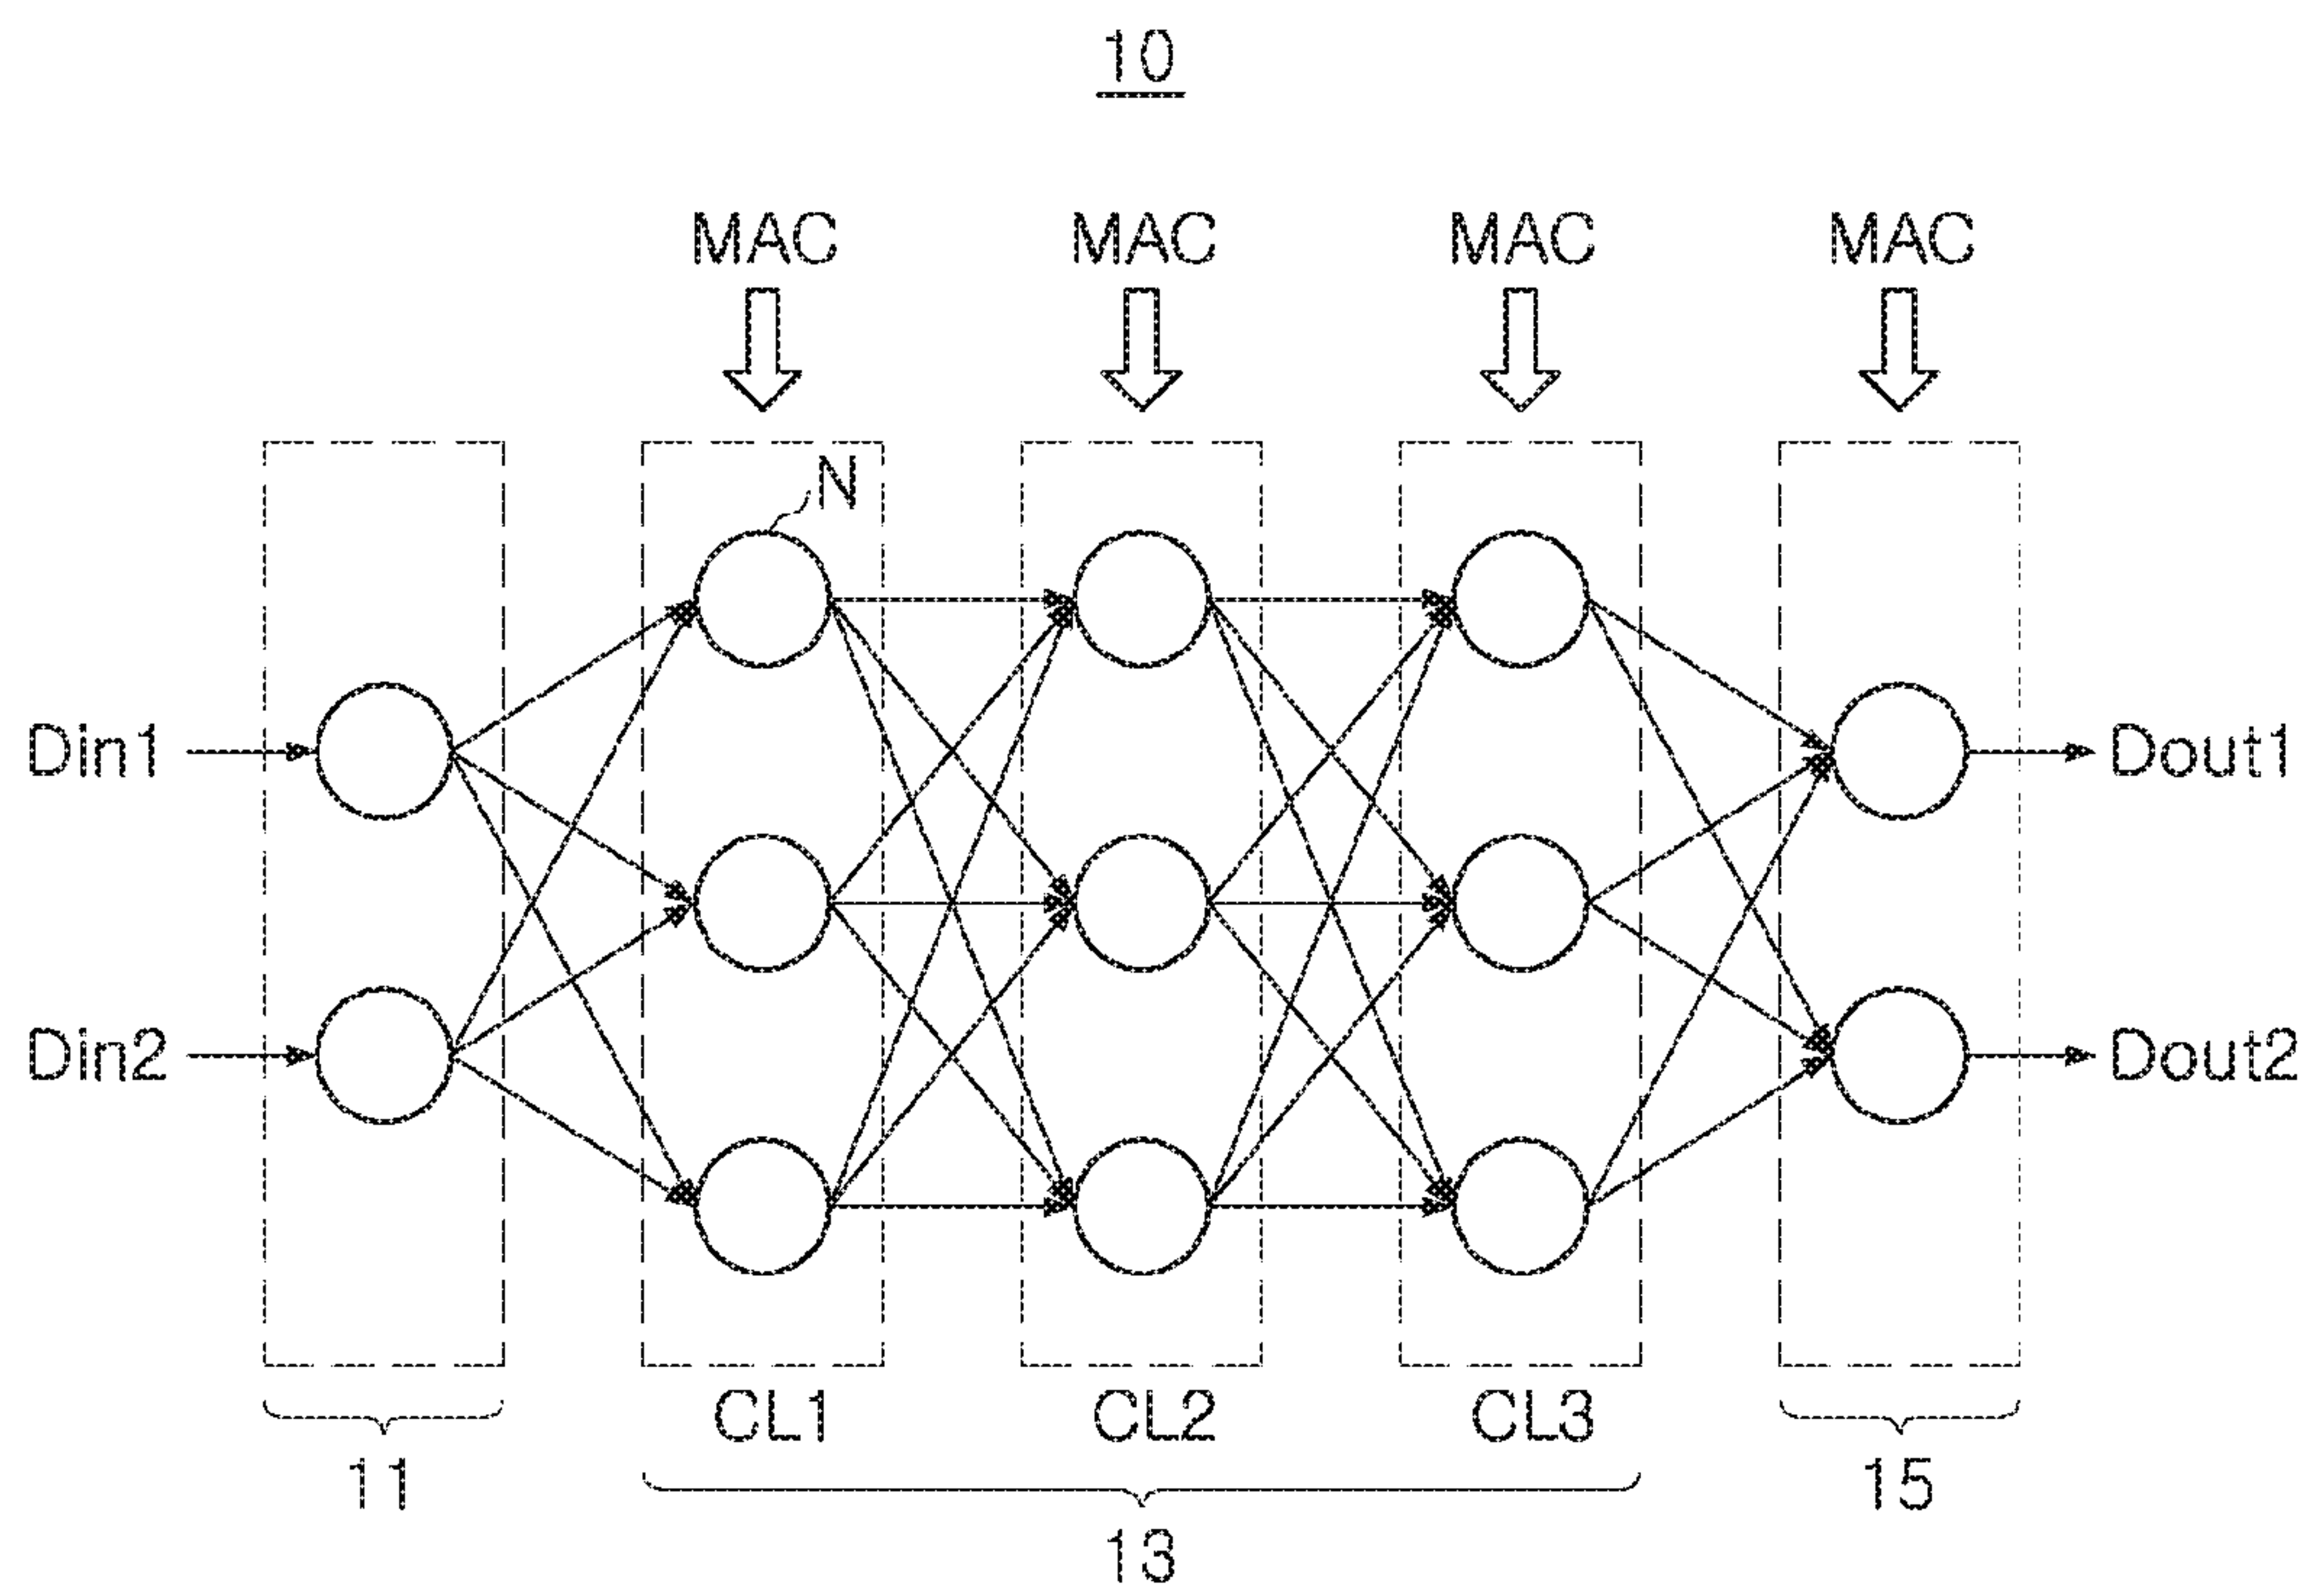 10
MAC MAC MAC MAC
N
Din1 Dout1
Din2 Dout2
CL1 CL2 CL3
11 15
13